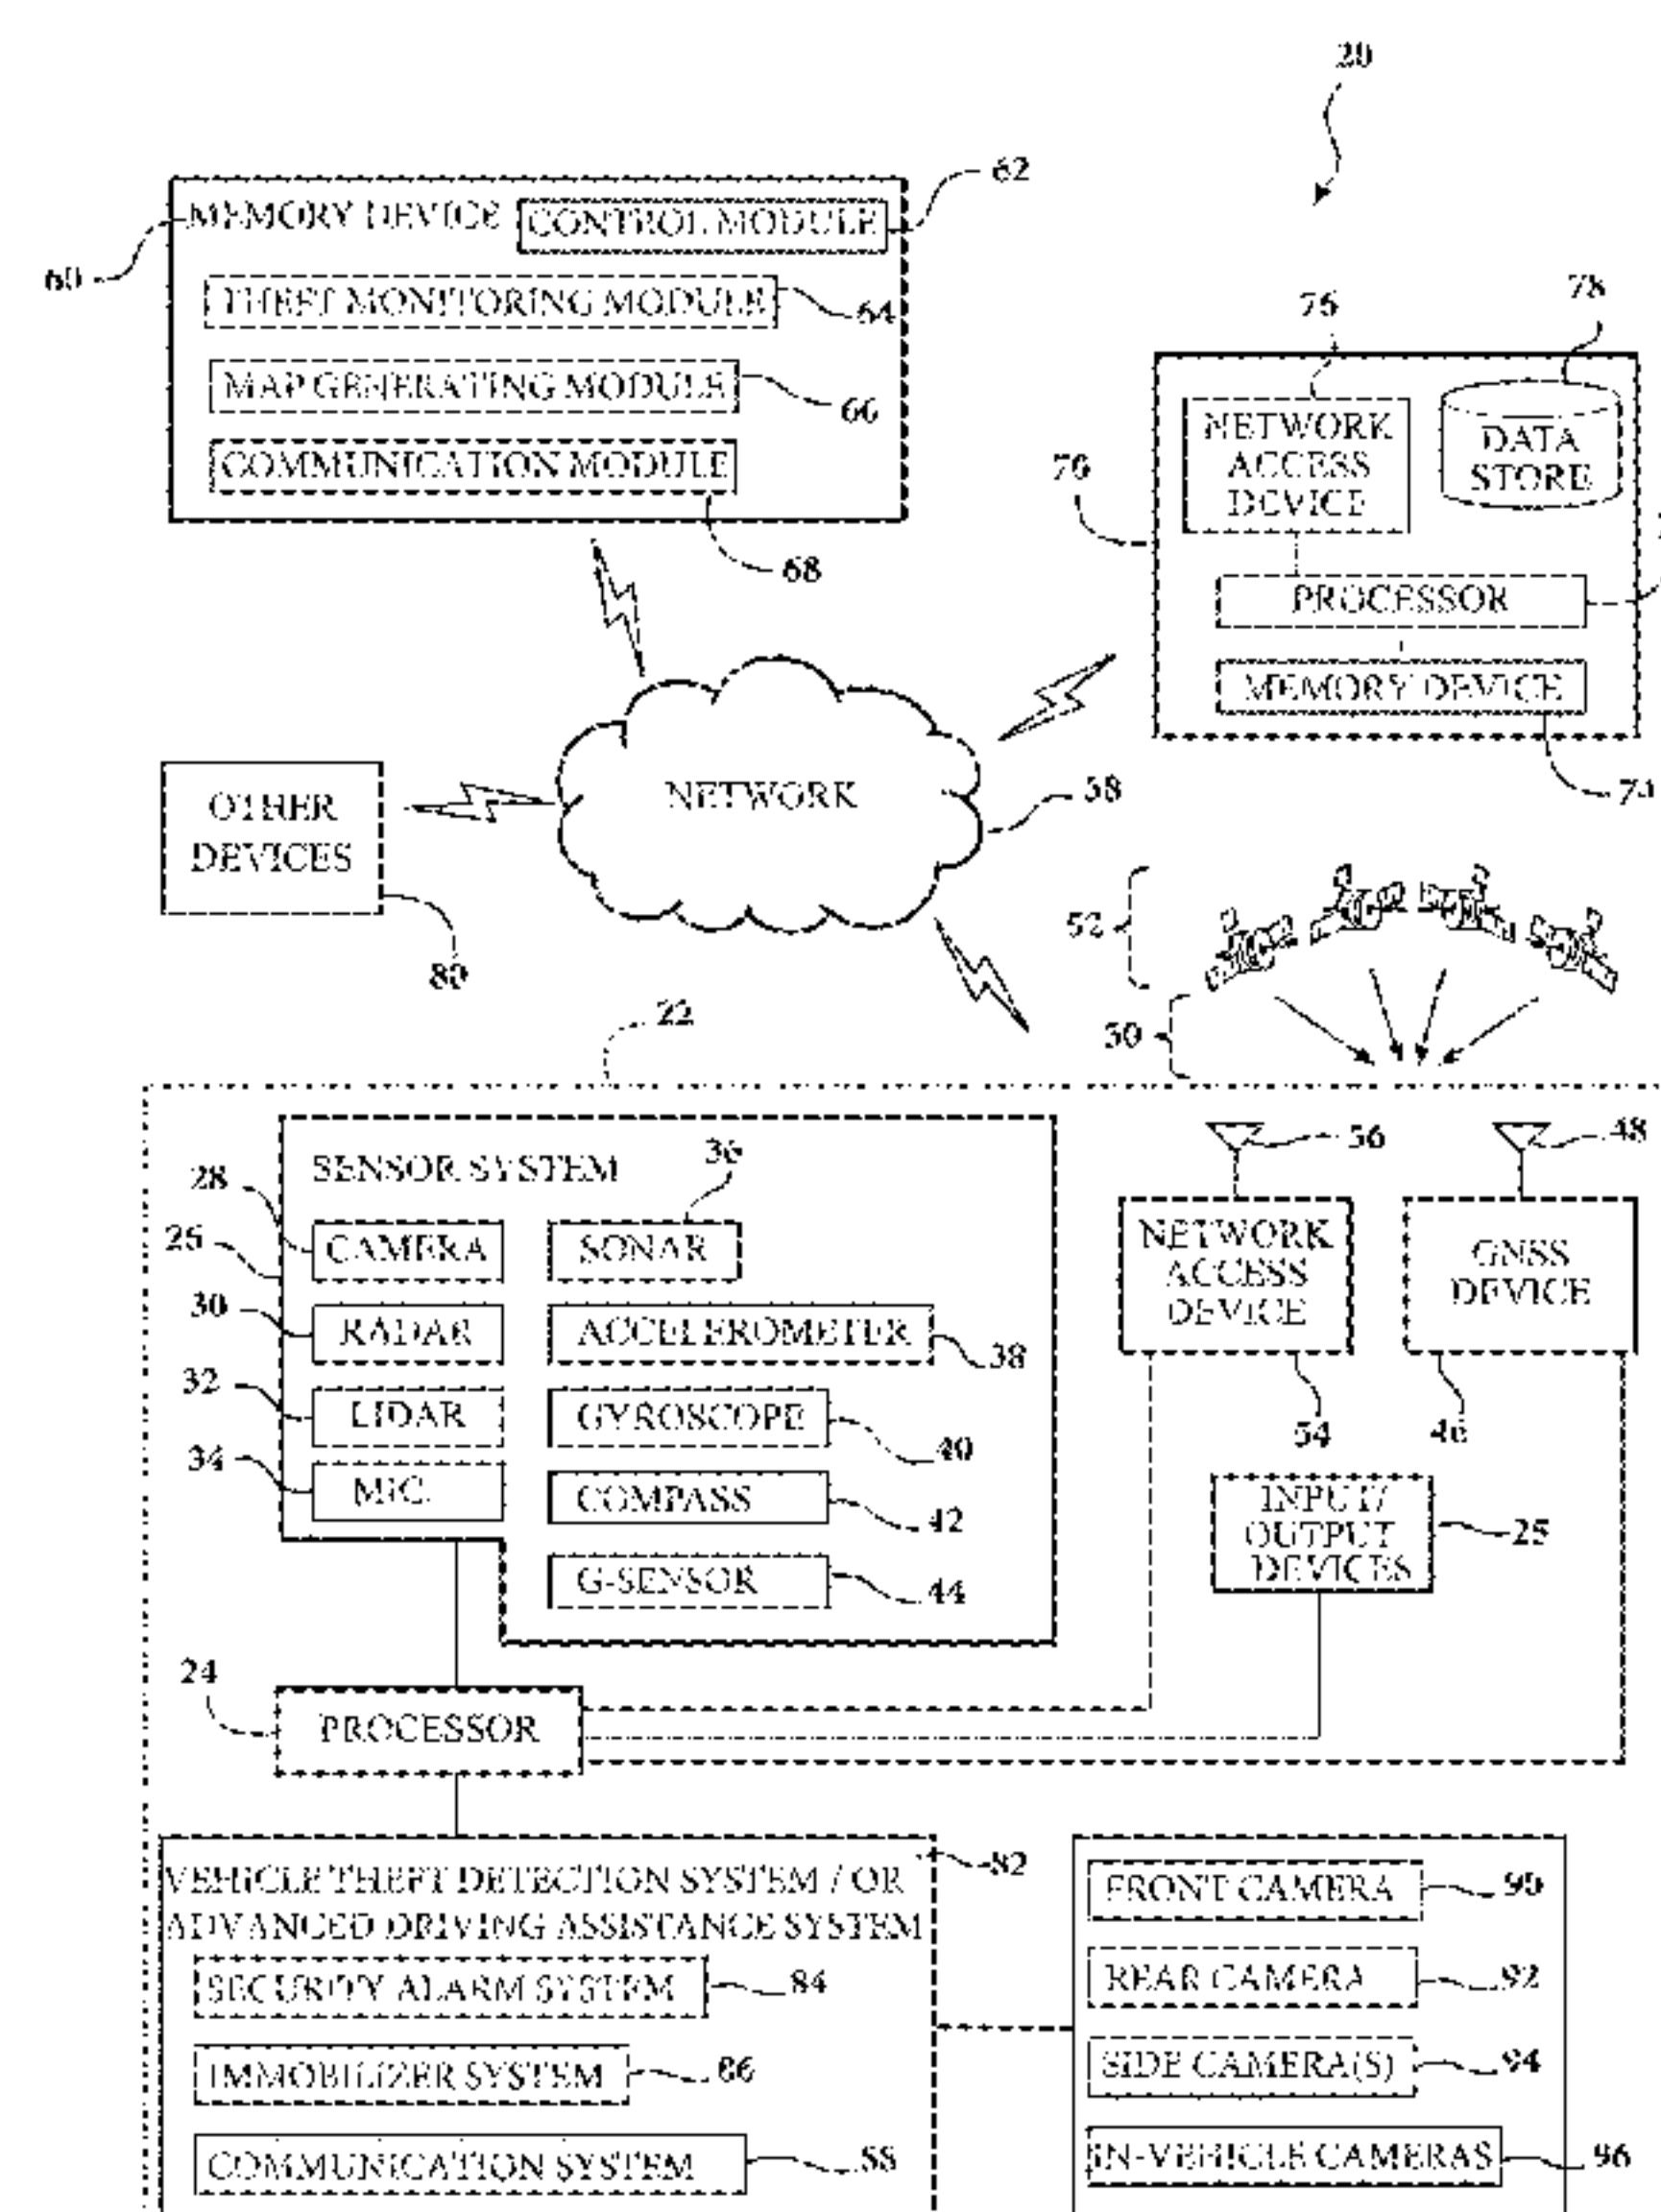 20
62
MEMORY DEVICE CONTROL MODULE
60
THEFT MONITORING MODULE
64
MAP GENERATING MODULE
66
COMMUNICATION MODULE
68
76
78
NETWORK
ACCESS
DEVICE
DATA
STORE
70
PROCESSOR
MEMORY DEVICE
74
NETWORK
58
OTHER
DEVICES
80
52
50
22
SENSOR SYSTEM
36
28
CAMERA
SONAR
26
30
RADAR
ACCELEROMETER
38
32
LIDAR
GYROSCOPE
40
34
MIC.
COMPASS
42
G-SENSOR
44
56
48
NETWORK
ACCESS
DEVICE
GNSS
DEVICE
54
46
INPUT/
OUTPUT
DEVICES
25
24
PROCESSOR
VEHICLE THEFT DETECTION SYSTEM / OR
ADVANCED DRIVING ASSISTANCE SYSTEM
82
SECURITY ALARM SYSTEM
84
IMMOBILIZER SYSTEM
86
COMMUNICATION SYSTEM
88
FRONT CAMERA
90
REAR CAMERA
92
SIDE CAMERA(S)
94
IN-VEHICLE CAMERAS
96